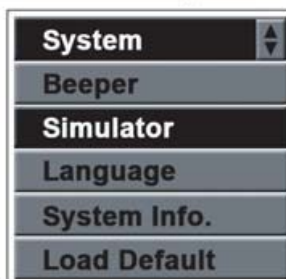 System
Beeper
Simulator
Language
System Info.
Load Default